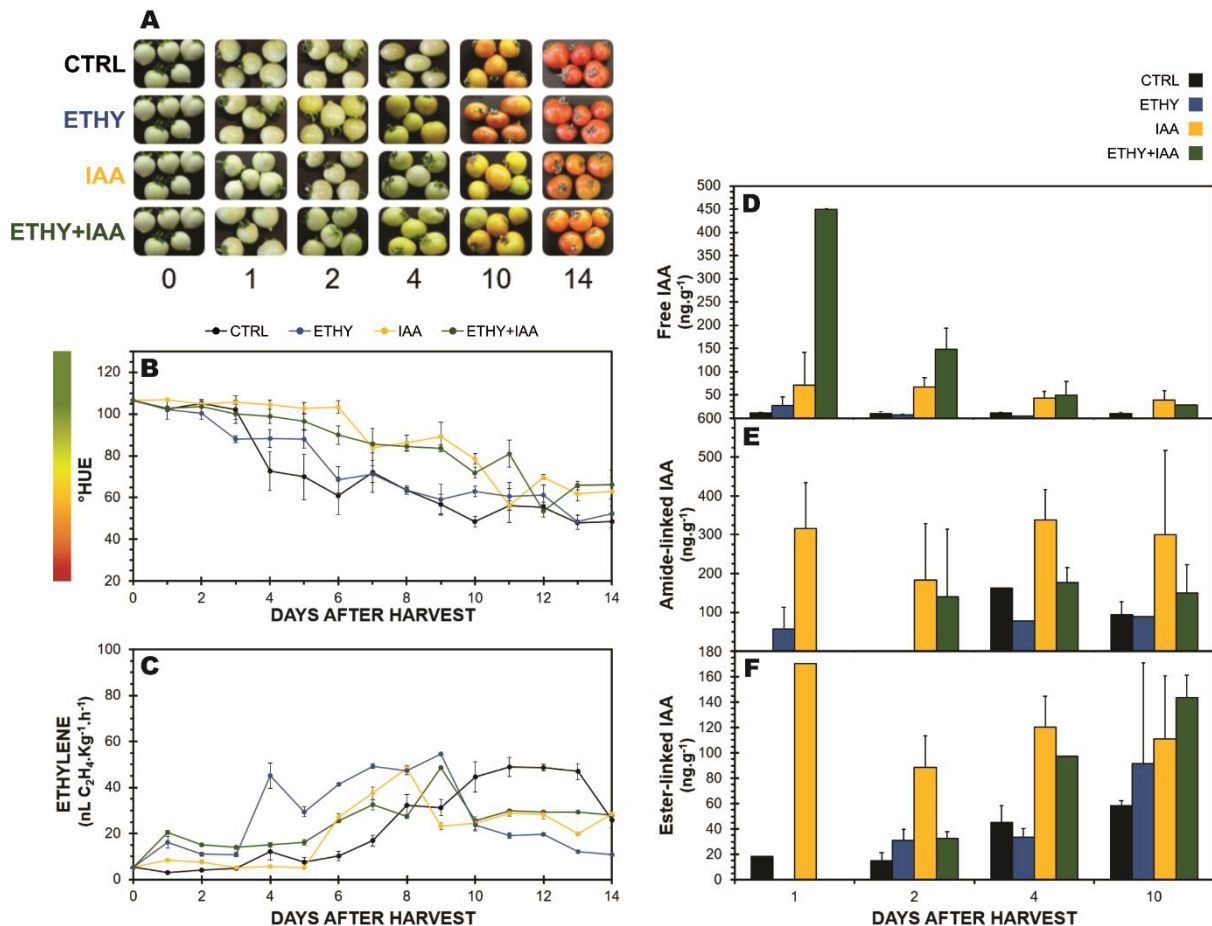 A
CTRL
ETHY
IAA
ETHY+IAA
0 1 2 4 10 14
CTRL ETHY IAA ETHY+IAA
B
120
100
80
60
40
20
°HUE
0 2 4 6 8 10 12 14
DAYS AFTER HARVEST
C
100
80
60
40
20
0
ETHYLENE
(nL C₂H₄.Kg⁻¹.h⁻¹)
0 2 4 6 8 10 12 14
DAYS AFTER HARVEST
CTRL
ETHY
IAA
ETHY+IAA
D
500
450
400
350
300
250
200
150
100
50
Free IAA
(ng.g⁻¹)
E
600
500
400
300
200
100
Amide-linked IAA
(ng.g⁻¹)
F
180
160
140
120
100
80
60
40
20
0
Ester-linked IAA
(ng.g⁻¹)
1 2 4 10
DAYS AFTER HARVEST